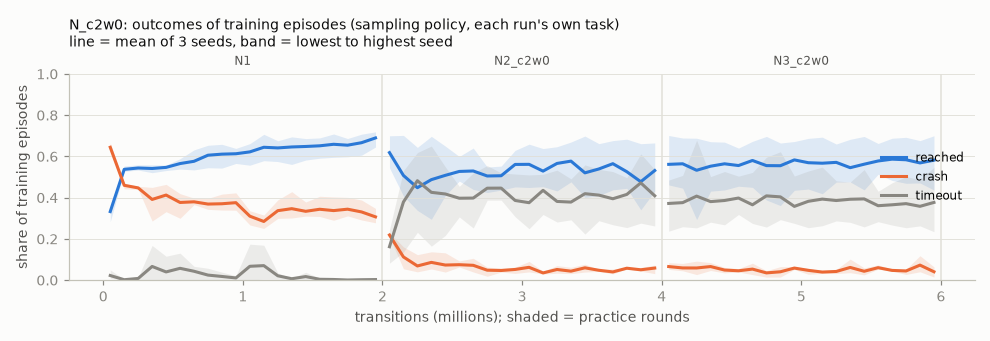 N_c2w0: outcomes of training episodes (sampling policy, each run's own task)
line = mean of 3 seeds, band = lowest to highest seed
N1
N2_c2w0
N3_c2w0
share of training episodes
1.0
0.8
0.6
0.4
0.2
0.0
reached
crash
timeout
0
1
2
3
4
5
6
transitions (millions); shaded = practice rounds